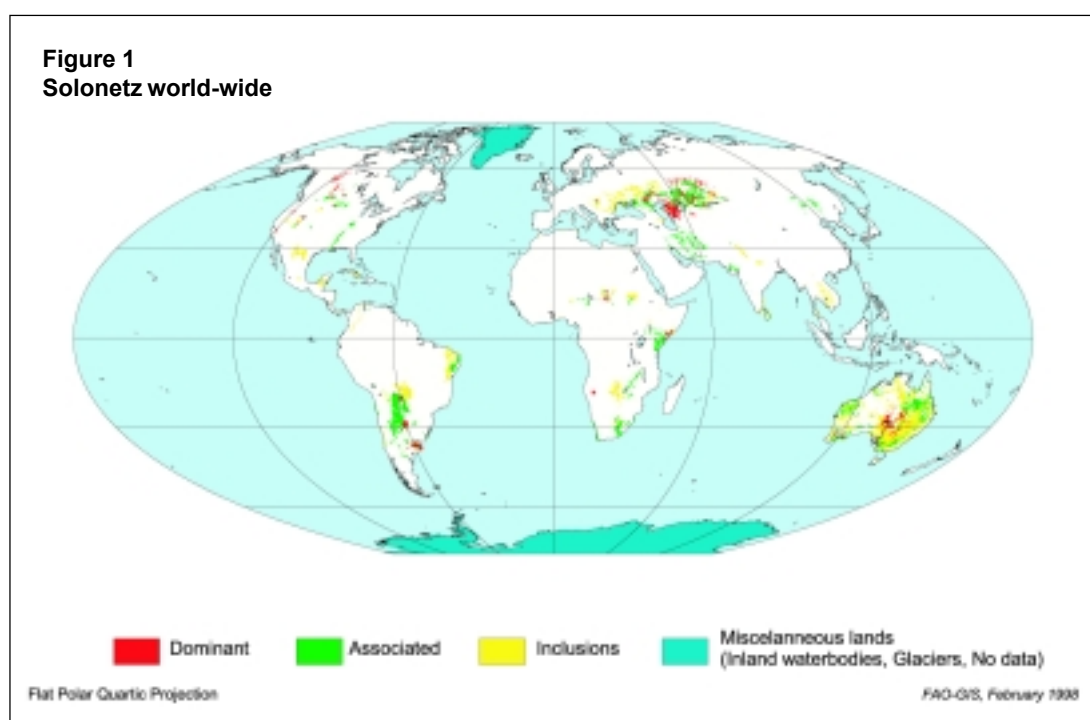 Figure 1
Solonetz world-wide
Dominant
Associated
Inclusions
Miscelanneous lands
(Inland waterbodies, Glaciers, No data)
Flat Polar Quartic Projection
FAO-GIS, February 1998